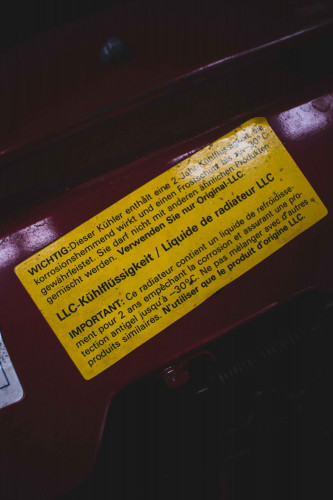 WICHTIG:Dieser Kühler enthält eine 2 Jahre
korrosionshemmend wirkt und einen Frostschutz bis zu -30°C
gewährleistet. Sie darf nicht mit anderen ähnlichen Produkten
gemischt werden. Verwenden Sie nur Original-LLC.
LLC-Kühlflüssigkeit / Liquide de radiateur LLC
IMPORTANT: Ce radiateur contient un liquide de refroidisse-
ment pour 2 ans empêchant la corrosion et assurant une pro-
tection antigel jusqu'à -30°C. Ne pas mélanger avec d'autres
produits similaires. N'utiliser que le produit d'origine LLC.